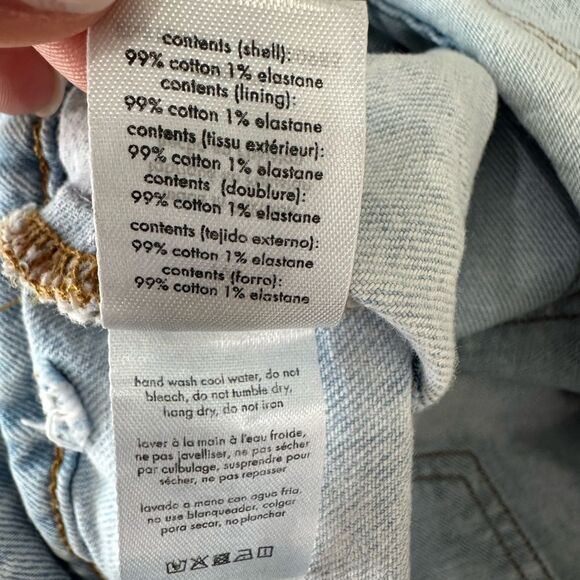 contents (shell):
99% cotton 1% elastane
contents (lining):
99% cotton 1% elastane
contents (tissu extérieur):
99% cotton 1% elastane
contents (doublure):
99% cotton 1% elastane
contents (tejido externo):
99% cotton 1% elastane
contents (forro):
99% cotton 1% elastane
hand wash cool water, do not
bleach, do not tumble dry,
hang dry, do not iron
laver à la main à l'eau froide,
ne pas javelliser, ne pas sécher
par culbulage, suspendre pour
sécher, ne pas repasser
lavado a mano con agua fria,
no use blanqueador, colgar
para secar, no planchar